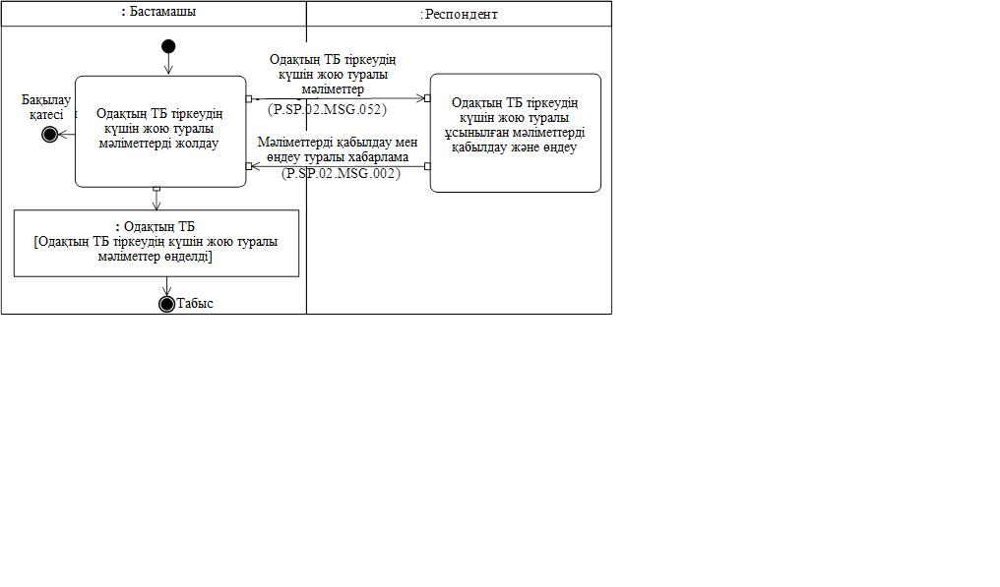 : Бастамашы
:Респондент
Одақтың ТБ тіркеудің
күшін жою туралы
мәліметтер
(P.SP.02.MSG.052)
Бақылау
қатесі
Одақтың ТБ тіркеудің
күшін жою туралы
мәліметтерді жолдау
Одақтың ТБ тіркеудің
күшін жою туралы
ұсынылған мәліметтерді
қабылдау және өңдеу
Мәліметтерді қабылдау мен
өңдеу туралы хабарлама
(P.SP.02.MSG.002)
: Одақтың ТБ
[Одақтың ТБ тіркеудің күшін жою туралы
мәліметтер өңделді]
Табыс